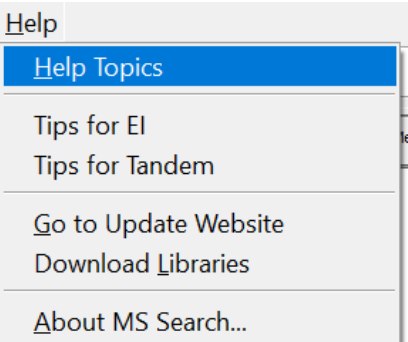 Help
Help Topics
Tips for EI
Tips for Tandem
Go to Update Website
Download Libraries
About MS Search...